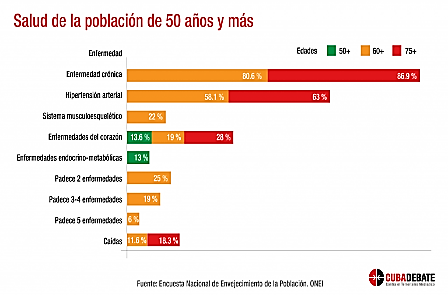 Salud de la población de 50 años y más
Enfermedad
Edades 50+ 60+ 75+
Enfermedad crónica 80.6 % 86.9 %
Hipertensión arterial 58.1 % 63 %
Sistema musculoesquelético 22 %
Enfermedades del corazón 13.6 % 19 % 28 %
Enfermedades endocrino-metabólicas 13 %
Padece 2 enfermedades 25 %
Padece 3-4 enfermedades 19 %
Padece 5 enfermedades 6 %
Caídas 11.6 % 18.3 %
Fuente: Encuesta Nacional de Envejecimiento de la Población. ONEI
CUBADEBATE